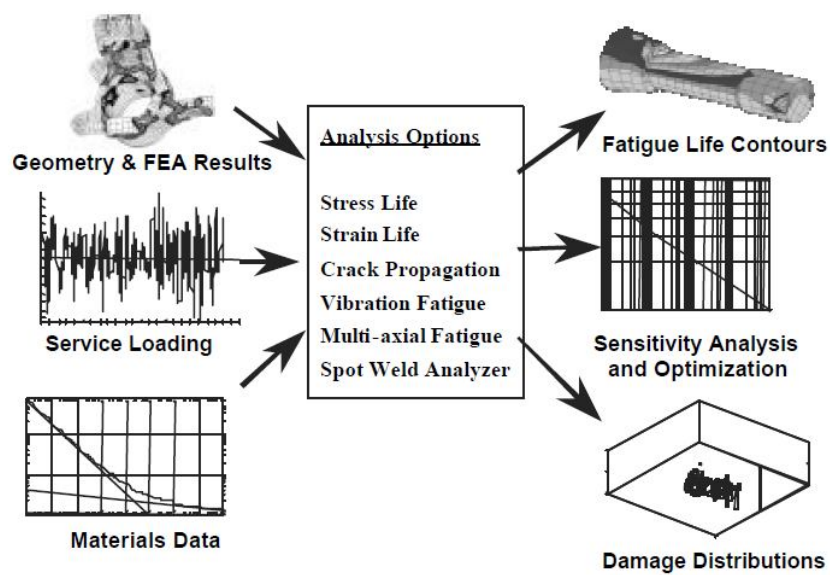 Geometry & FEA Results
Service Loading
Materials Data
Analysis Options
Stress Life
Strain Life
Crack Propagation
Vibration Fatigue
Multi-axial Fatigue
Spot Weld Analyzer
Fatigue Life Contours
Sensitivity Analysis
and Optimization
Damage Distributions